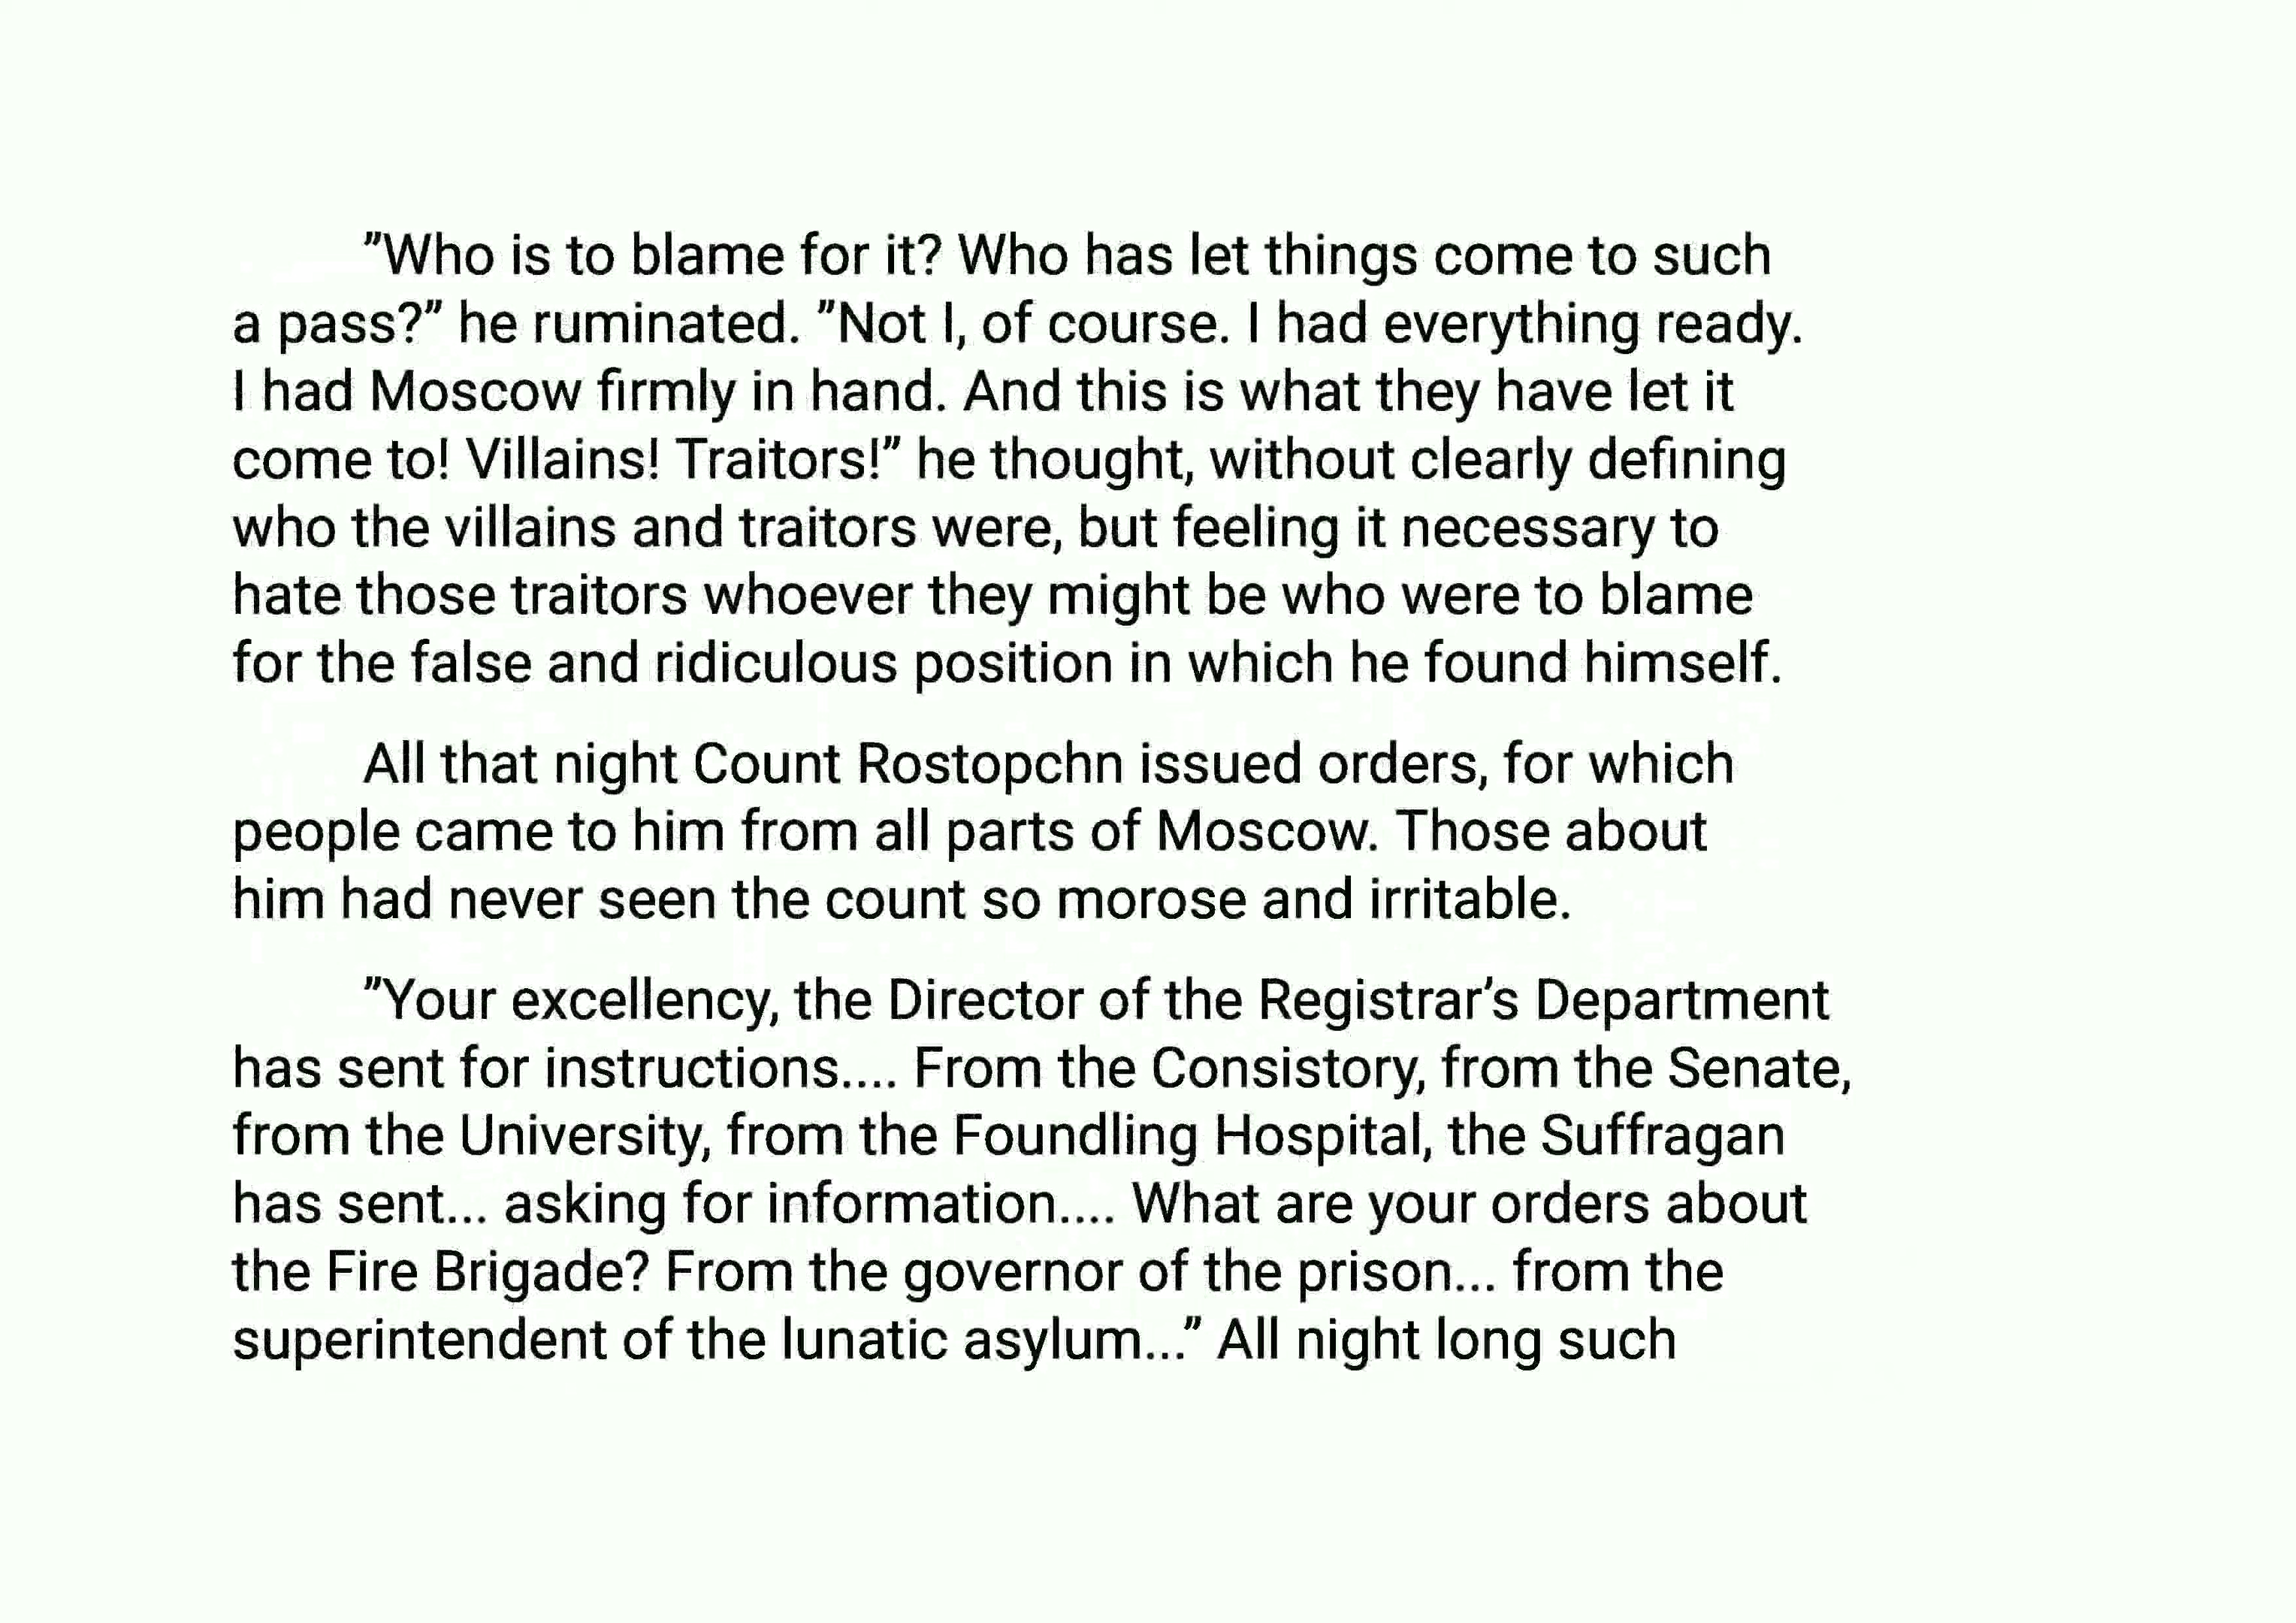 ”Who is to blame for it? Who has let things come to such
a pass?” he ruminated. ”Not I, of course. I had everything ready.
I had Moscow firmly in hand. And this is what they have let it
come to! Villains! Traitors!” he thought, without clearly defining
who the villains and traitors were, but feeling it necessary to
hate those traitors whoever they might be who were to blame
for the false and ridiculous position in which he found himself.
All that night Count Rostopchn issued orders, for which
people came to him from all parts of Moscow. Those about
him had never seen the count so morose and irritable.
”Your excellency, the Director of the Registrar’s Department
has sent for instructions.... From the Consistory, from the Senate,
from the University, from the Foundling Hospital, the Suffragan
has sent... asking for information.... What are your orders about
the Fire Brigade? From the governor of the prison... from the
superintendent of the lunatic asylum...” All night long such